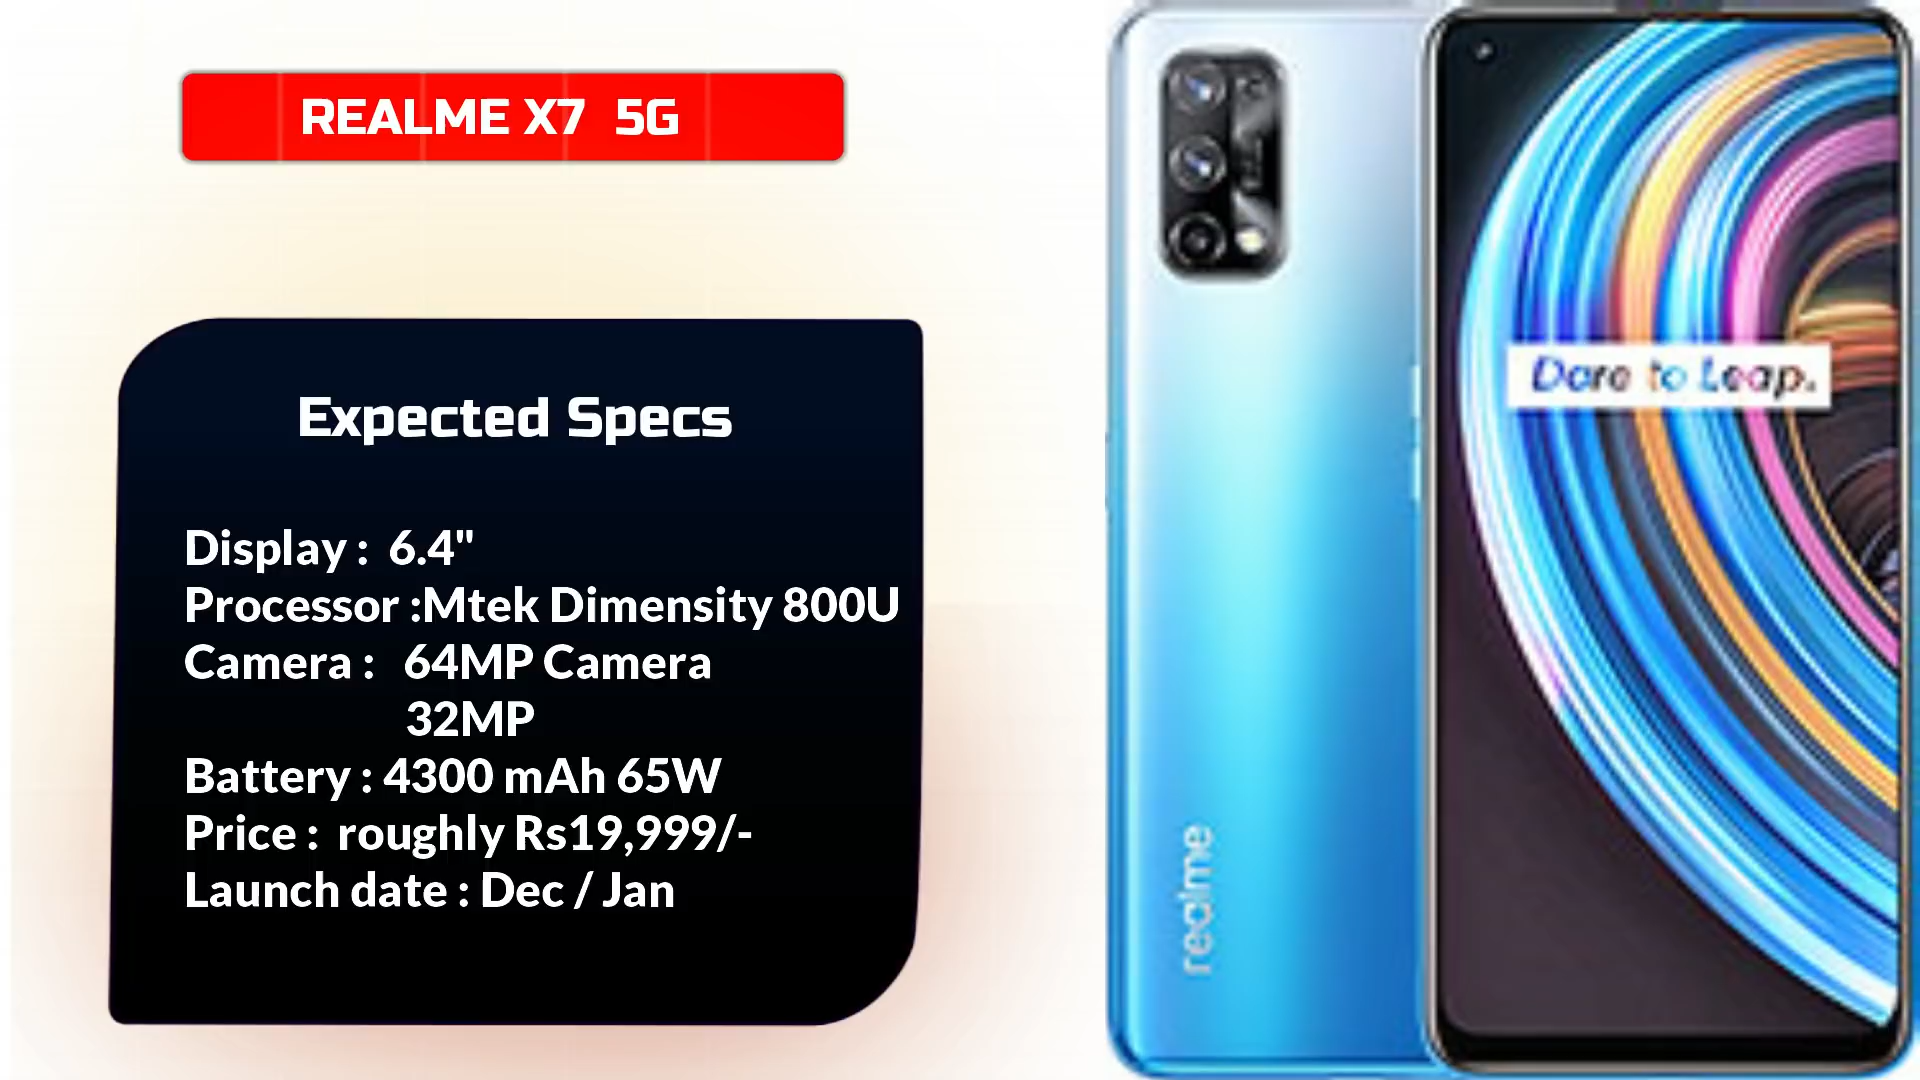 REALME X7 5G
Expected Specs
Display : 6.4"
Processor :Mtek Dimensity 800U
Camera : 64MP Camera
32MP
Battery : 4300 mAh 65W
Price : roughly Rs19,999/-
Launch date : Dec / Jan
realme
Dare to Leap.